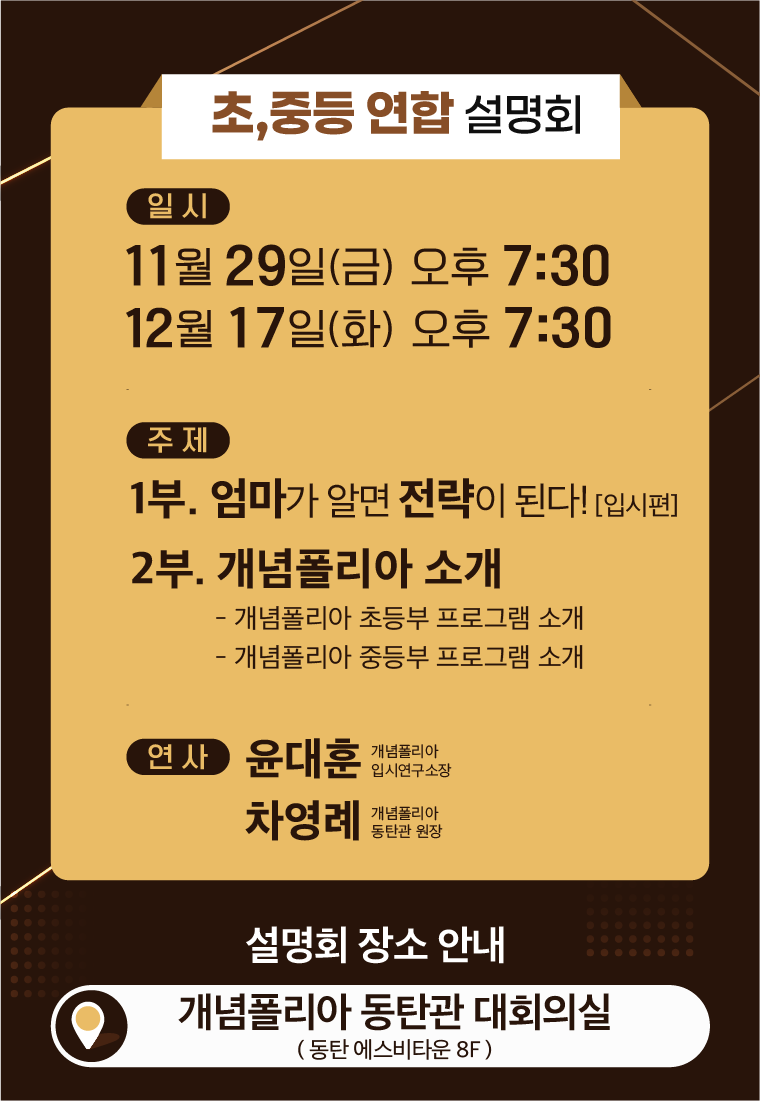 초,중등 연합 설명회
일 시
11월 29일(금) 오후 7:30
12월 17일(화) 오후 7:30
주 제
1부. 엄마가 알면 전략이 된다! [입시편]
2부. 개념폴리아 소개
- 개념폴리아 초등부 프로그램 소개
- 개념폴리아 중등부 프로그램 소개
연 사
윤대훈 개념폴리아
입시연구소장
차영례 개념폴리아
동탄관 원장
설명회 장소 안내
개념폴리아 동탄관 대회의실
( 동탄 에스비타운 8F )